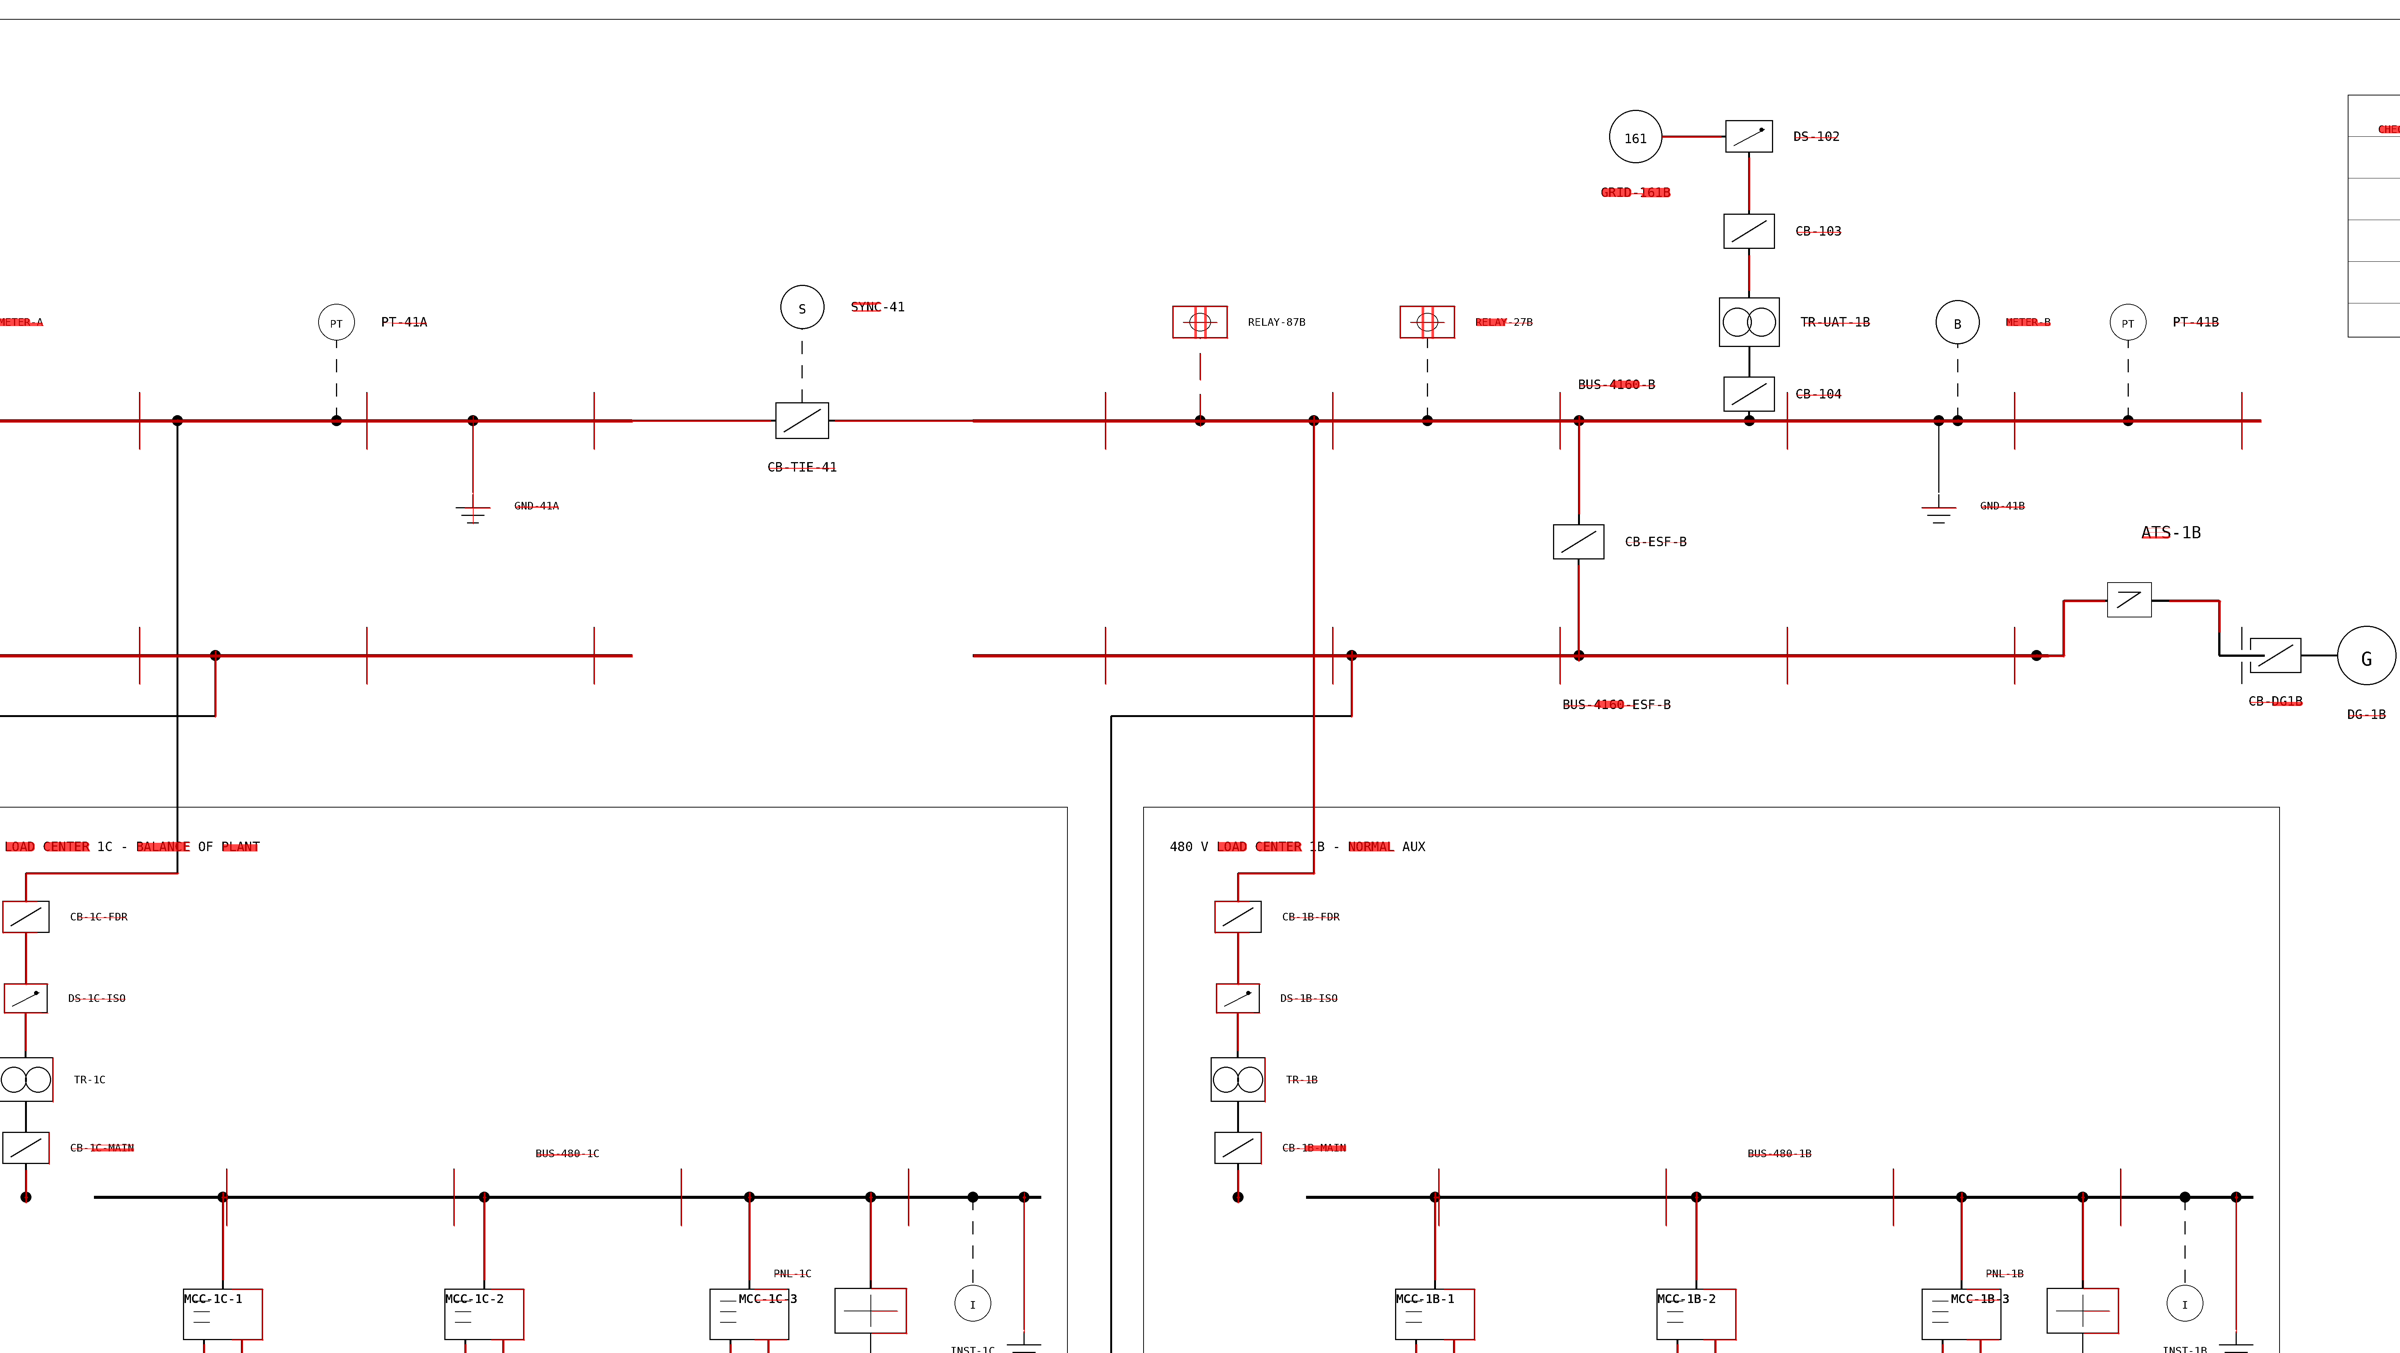 161
DS-102
CHEC
GRID-161B
CB-103
METER-A
PT
PT-41A
S
SYNC-41
RELAY-87B
RELAY-27B
TR-UAT-1B
B
METER-B
PT
PT-41B
BUS-4160-B
CB-104
CB-TIE-41
GND-41A
GND-41B
ATS-1B
CB-ESF-B
G
BUS-4160-ESF-B
CB-DG1B
DG-1B
LOAD CENTER 1C - BALANCE OF PLANT
480 V LOAD CENTER 1B - NORMAL AUX
CB-1C-FDR
CB-1B-FDR
DS-1C-ISO
DS-1B-ISO
TR-1C
TR-1B
CB-1C-MAIN
BUS-480-1C
CB-1B-MAIN
BUS-480-1B
PNL-1C
PNL-1B
MCC-1C-1
MCC-1C-2
MCC-1C-3
I
MCC-1B-1
MCC-1B-2
MCC-1B-3
I
INST-1C
INST-1B